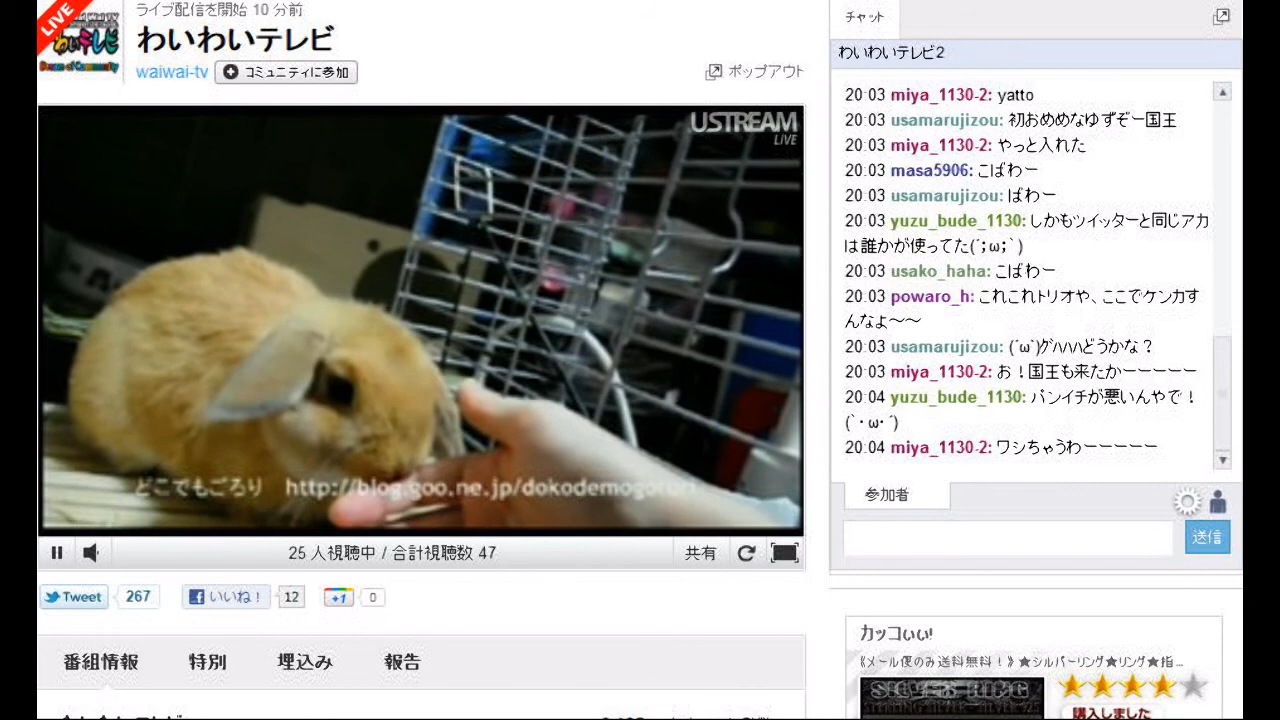 LIVE
ライブ配信を開始 10 分前
わいわいテレビ
waiwai-tv
コミュニティに参加
ポップアウト
USTREAM
LIVE
どこでもごろり http://blog.goo.ne.jp/dokodemogorori
25 人視聴中 / 合計視聴数 47
共有
Tweet 267
いいね！ 12
+1 0
番組情報 特別 埋込み 報告
チャット
わいわいテレビ2
20:03 miya_1130-2: yatto
20:03 usamarujizou: 初おめめなゆずぞー国王
20:03 miya_1130-2: やっと入れた
20:03 masa5906: こばわー
20:03 usamarujizou: ばわー
20:03 yuzu_bude_1130: しかもツイッターと同じアカ
は誰かが使ってた(´；ω；`)
20:03 usako_haha: こばわー
20:03 powaro_h: これこれトリオや、ここでケンカす
んなよ〜〜
20:03 usamarujizou: (´ω`)ｸﾞﾊﾊﾊどうかな？
20:03 miya_1130-2: お！国王も来たかーーーーー
20:04 yuzu_bude_1130: パンイチが悪いんやで！
(｀・ω・´)
20:04 miya_1130-2: ワシちゃうわーーーーー
参加者
送信
カッコいい!
《メール便のみ送料無料！》★シルバーリング★リング★指...
SILVER RING
購入しました